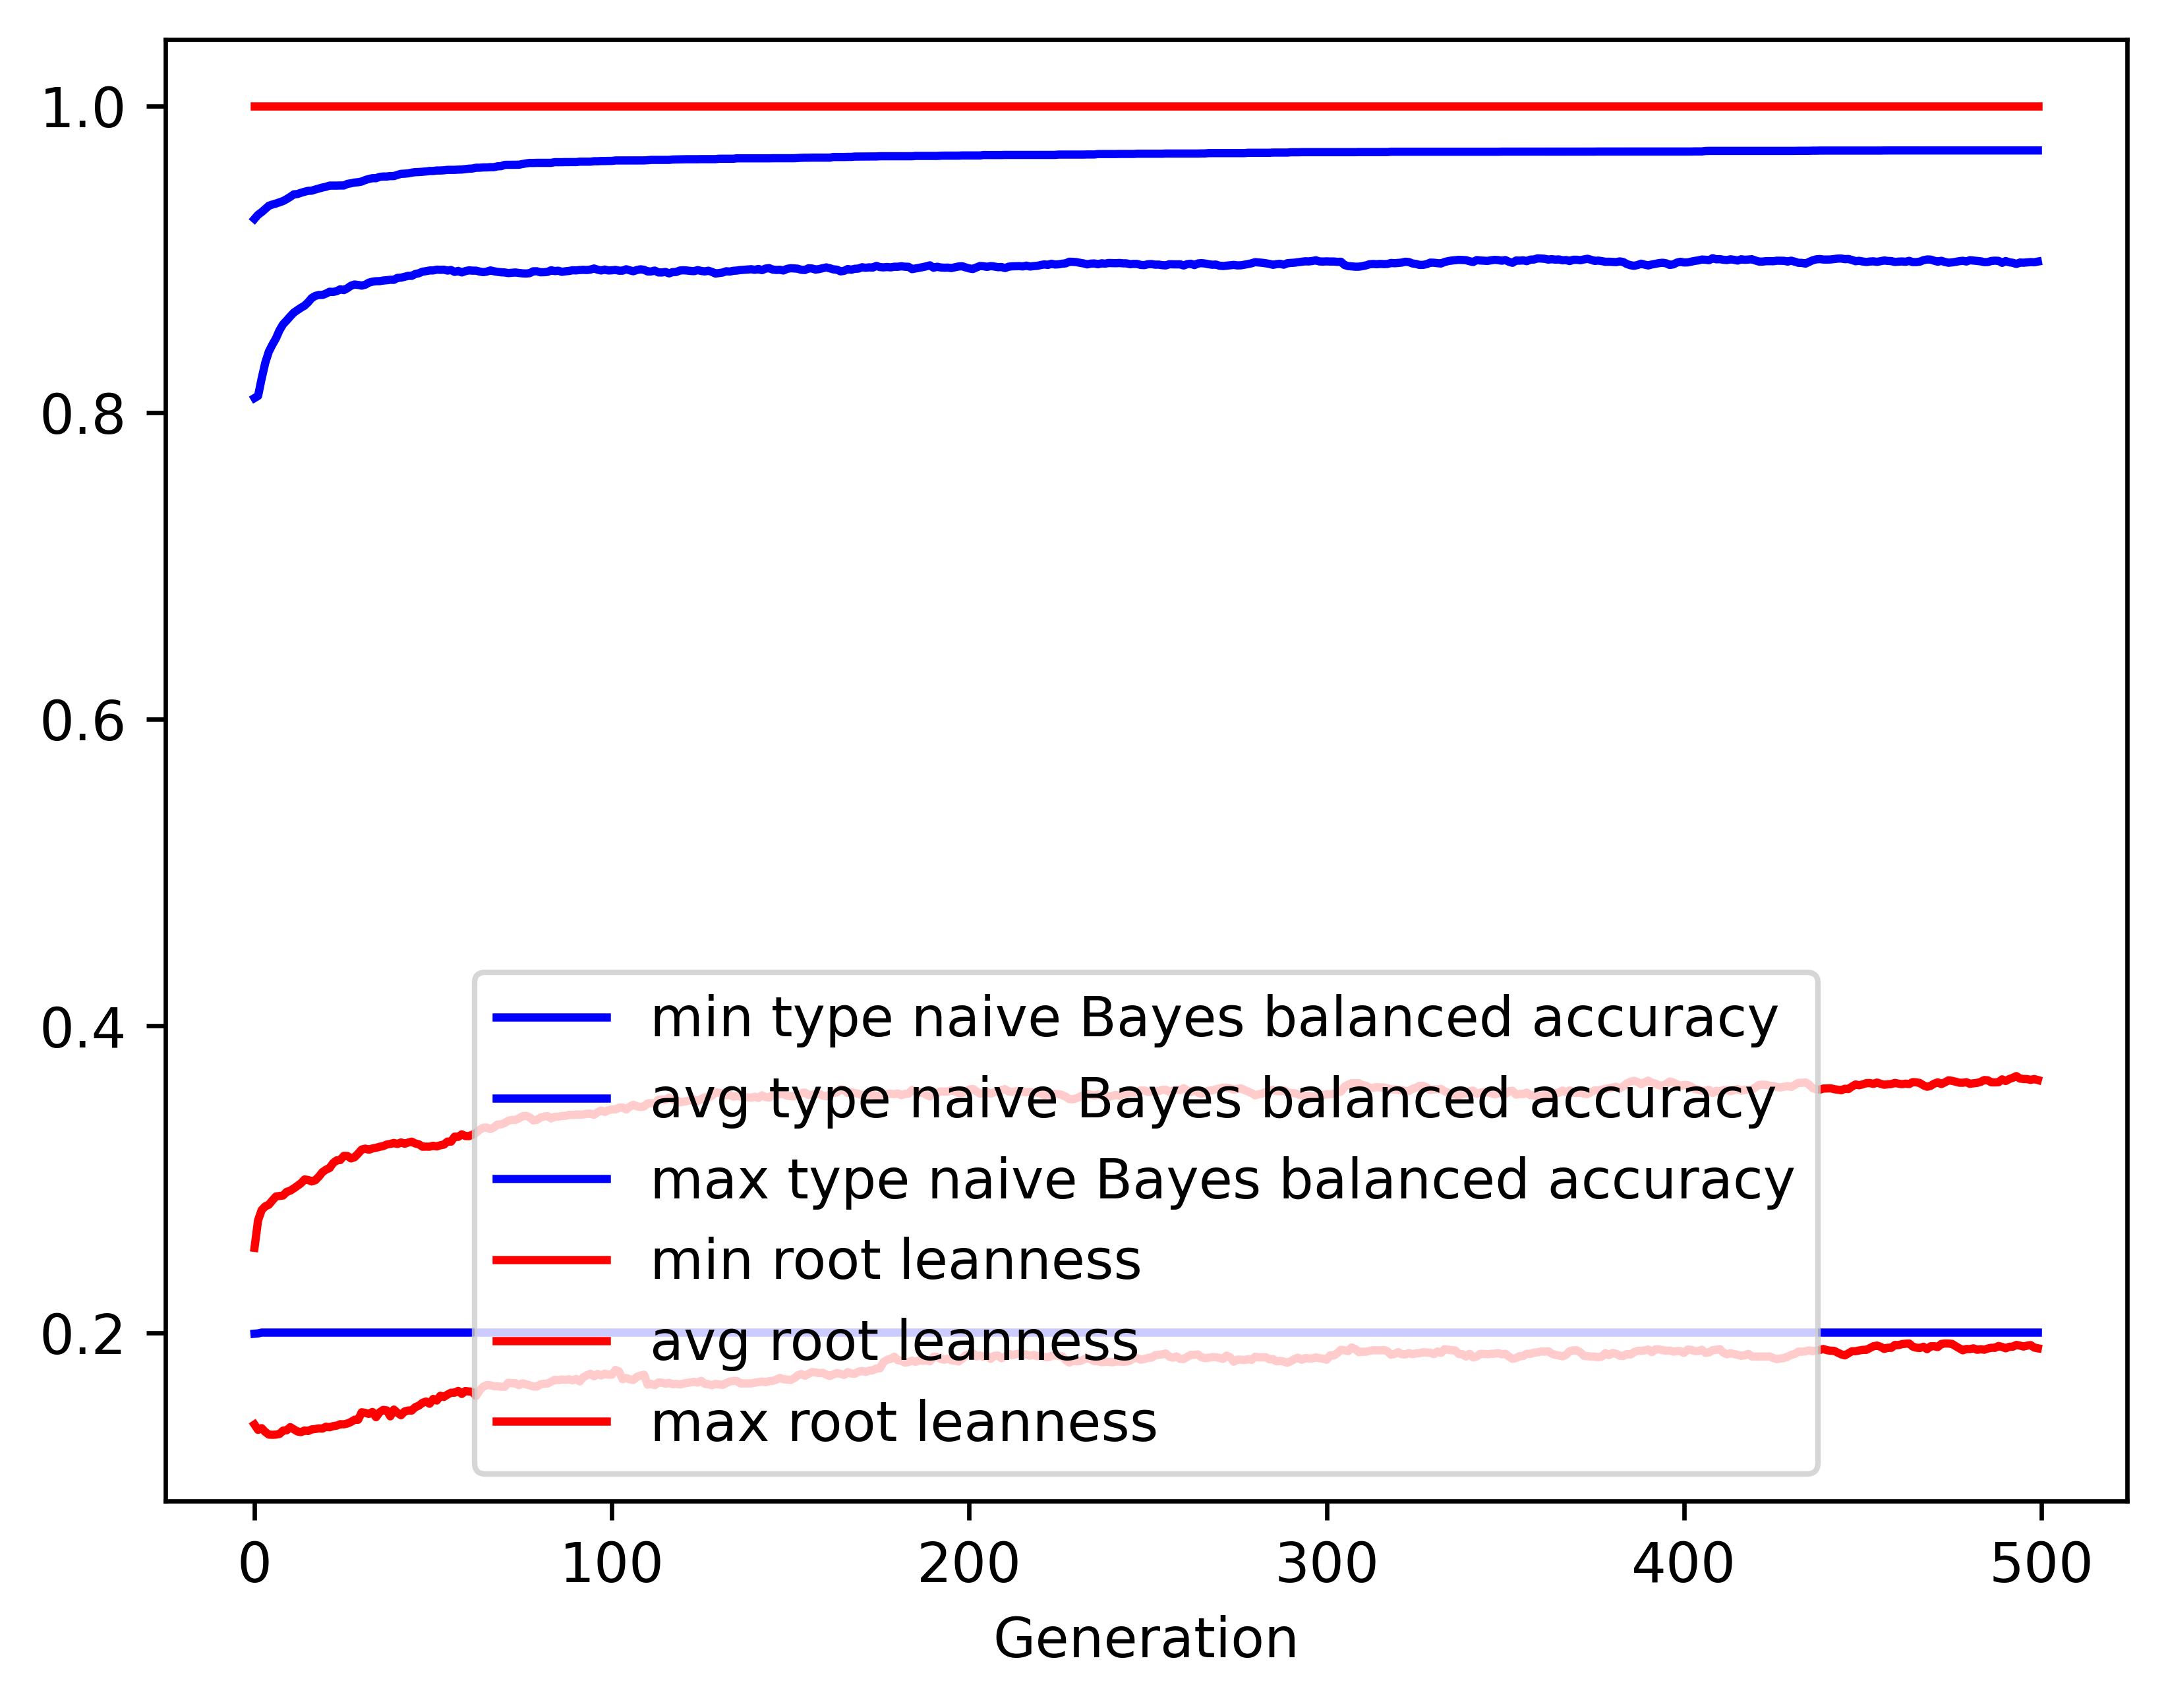 1.0
0.8
0.6
0.4
0.2
min type naive Bayes balanced accuracy
avg type naive Bayes balanced accuracy
max type naive Bayes balanced accuracy
min root leanness
avg root leanness
max root leanness
0 100 200 300 400 500
Generation